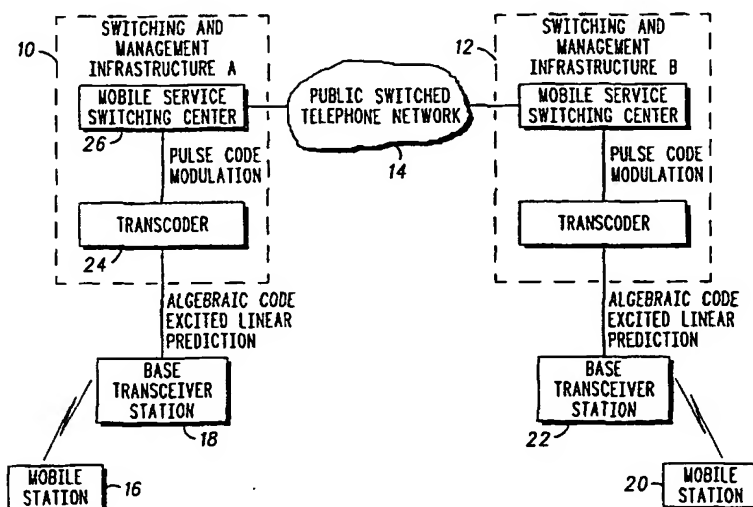 10
SWITCHING AND
MANAGEMENT
INFRASTRUCTURE A
MOBILE SERVICE
SWITCHING CENTER
26
PULSE CODE
MODULATION
TRANSCODER
24
ALGEBRAIC CODE
EXCITED LINEAR
PREDICTION
BASE
TRANSCEIVER
STATION
18
MOBILE
STATION
16
PUBLIC SWITCHED
TELEPHONE NETWORK
14
12
SWITCHING AND
MANAGEMENT
INFRASTRUCTURE B
MOBILE SERVICE
SWITCHING CENTER
PULSE CODE
MODULATION
TRANSCODER
ALGEBRAIC CODE
EXCITED LINEAR
PREDICTION
BASE
TRANSCEIVER
STATION
22
20
MOBILE
STATION